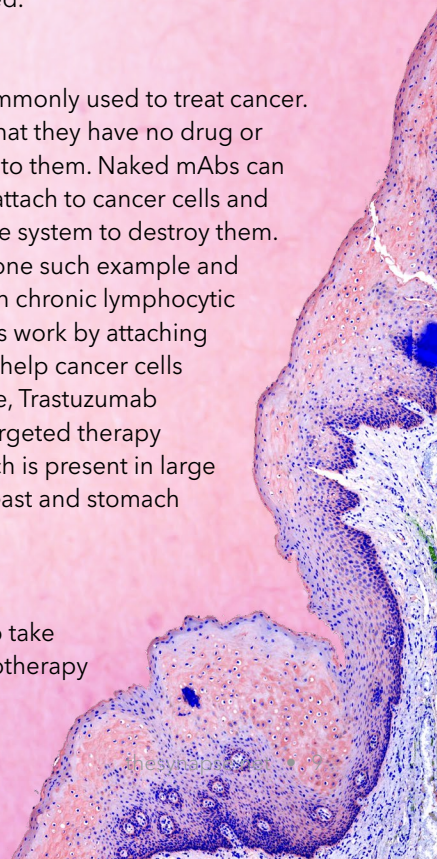 ed.
mmonly used to treat cancer.
hat they have no drug or
to them. Naked mAbs can
attach to cancer cells and
e system to destroy them.
one such example and
n chronic lymphocytic
s work by attaching
help cancer cells
e, Trastuzumab
rgeted therapy
ch is present in large
east and stomach
o take
otherapy